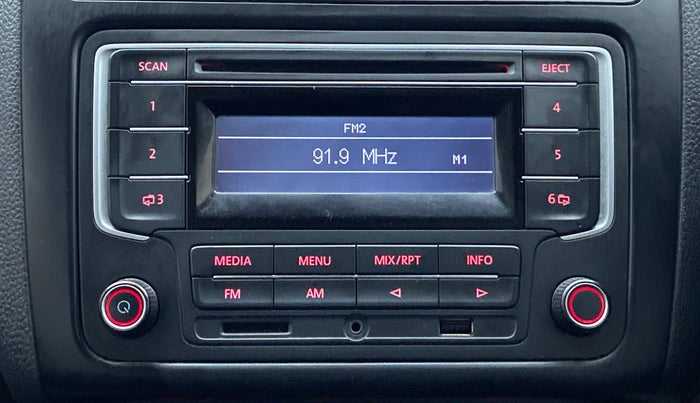 SCAN
EJECT
1
4
FM2
2
91.9 MHz M1
5
3
6
MEDIA MENU MIX/RPT INFO
FM AM